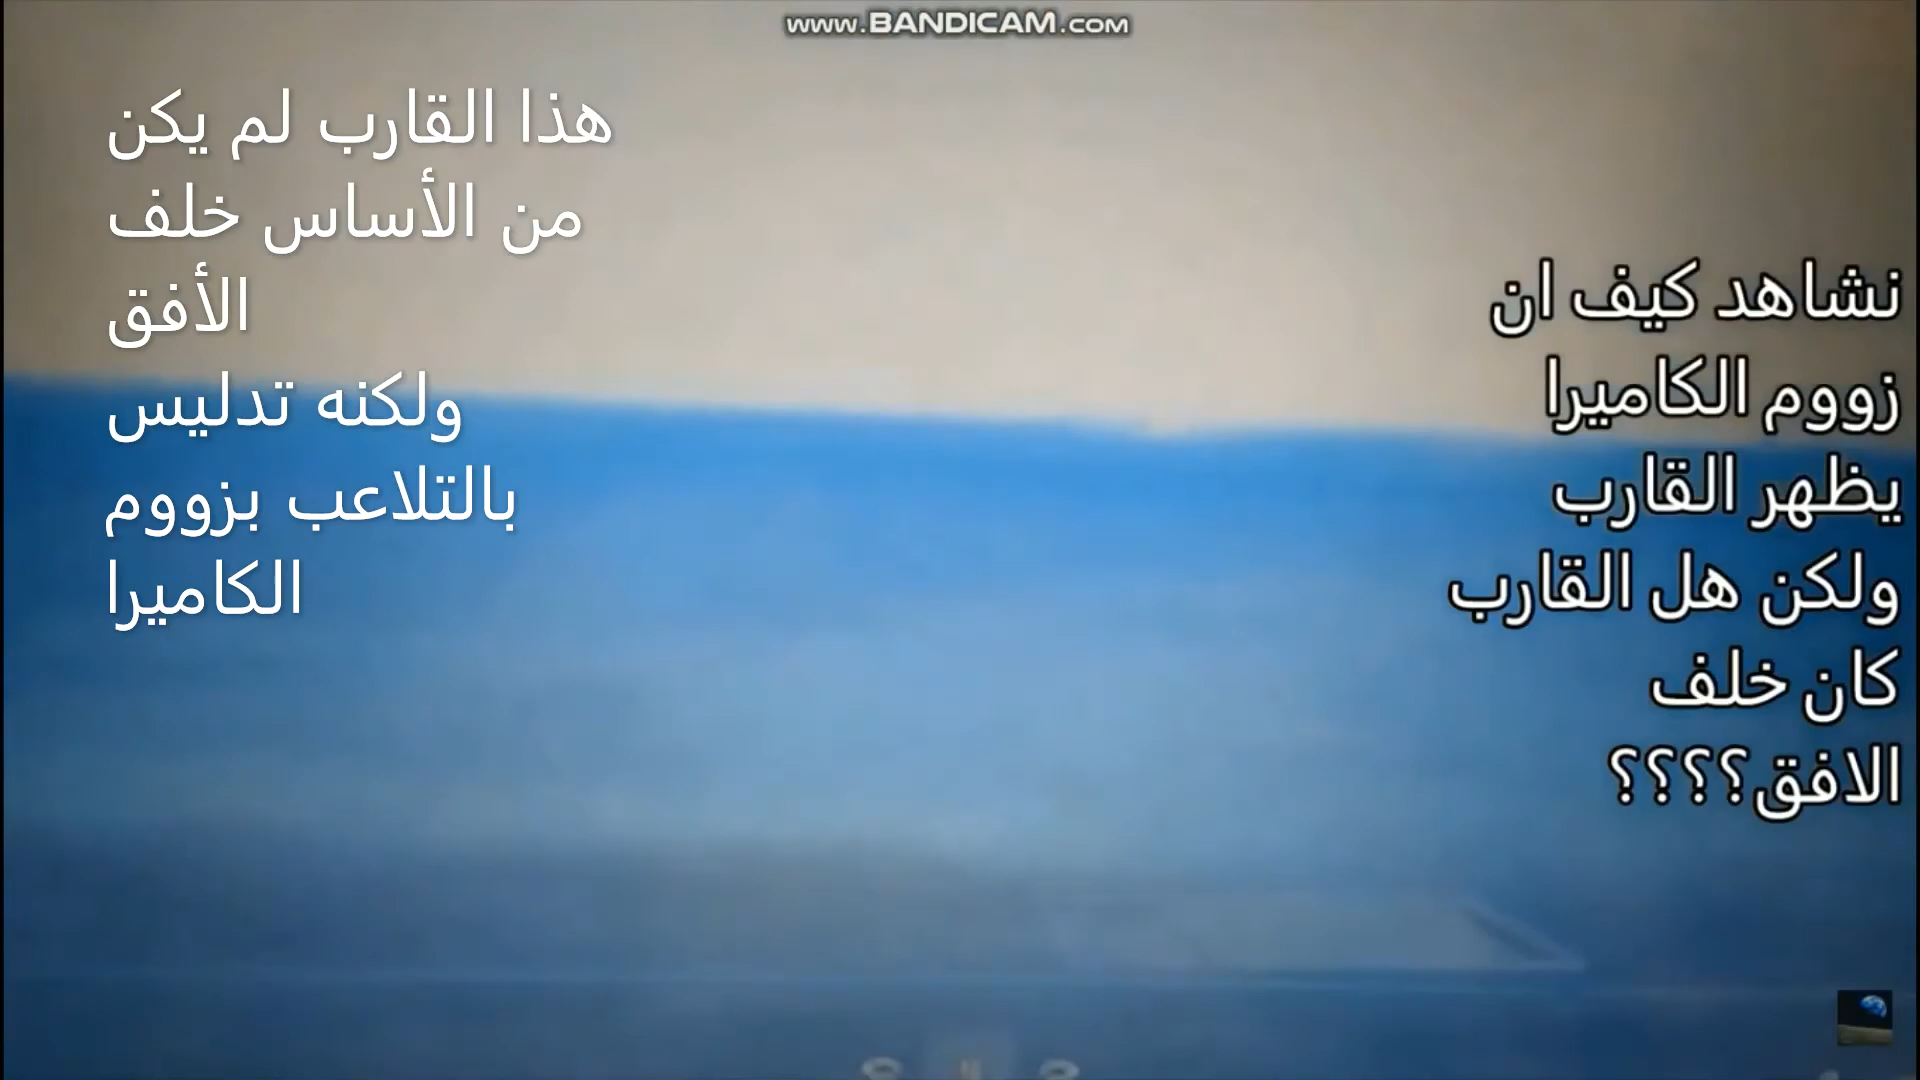 www.BANDICAM.com
نشاهد كيف ان
زووم الكاميرا
يظهر القارب
ولكن هل القارب
كان خلف
الافق؟؟؟؟
هذا القارب لم يكن
من الأساس خلف
الأفق
ولكنه تدليس
بالتلاعب بزووم
الكاميرا